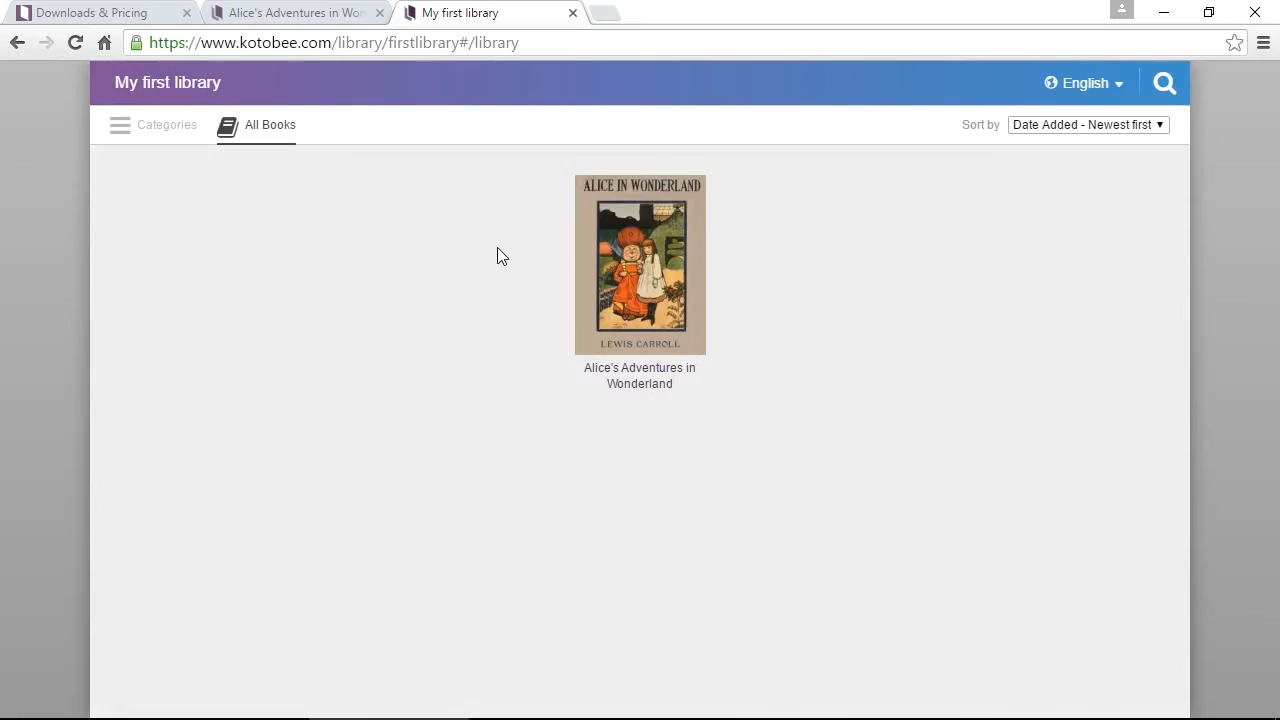 Downloads & Pricing
Alice's Adventures in Won
My first library
https://www.kotobee.com/library/firstlibrary#/library
My first library
English
Categories
All Books
Sort by
Date Added - Newest first
ALICE IN WONDERLAND
LEWIS CARROLL
Alice's Adventures in
Wonderland